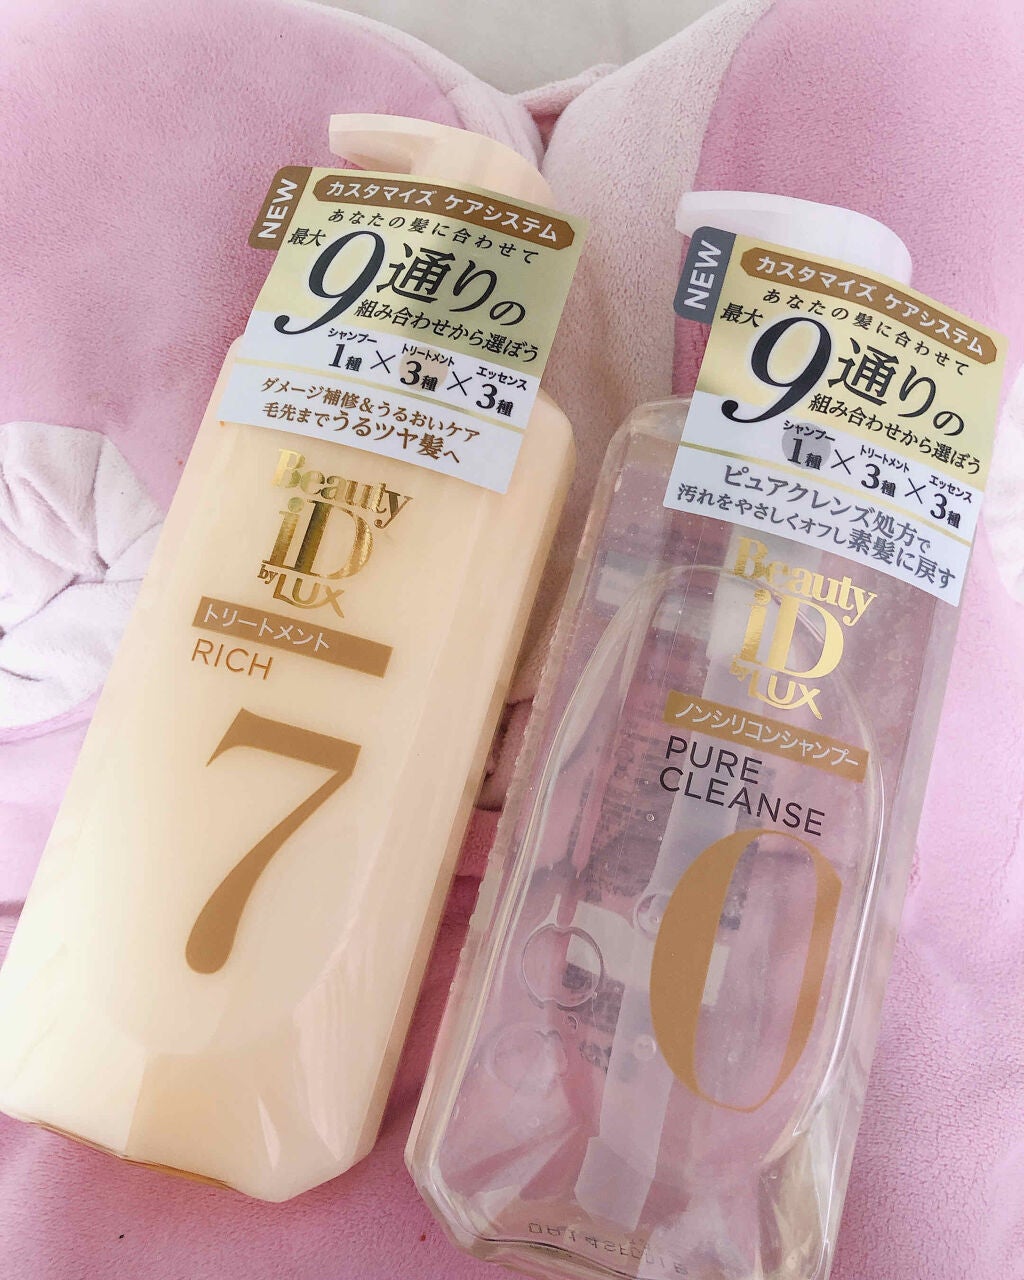 NEW
カスタマイズ ケアシステム
あなたの髪に合わせて
最大
9通りの
組み合わせから選ぼう
シャンプー トリートメント エッセンス
1種×3種×3種
ダメージ補修&うるおいケア
毛先までうるツヤ髪へ
Beauty
iD
by LUX
トリートメント
RICH
7
NEW
カスタマイズ ケアシステム
あなたの髪に合わせて
最大
9通りの
組み合わせから選ぼう
シャンプー トリートメント エッセンス
1種×3種×3種
ピュアクレンズ処方で
汚れをやさしくオフし素髪に戻す
Beauty
iD
by LUX
ノンシリコンシャンプー
PURE
CLEANSE
0